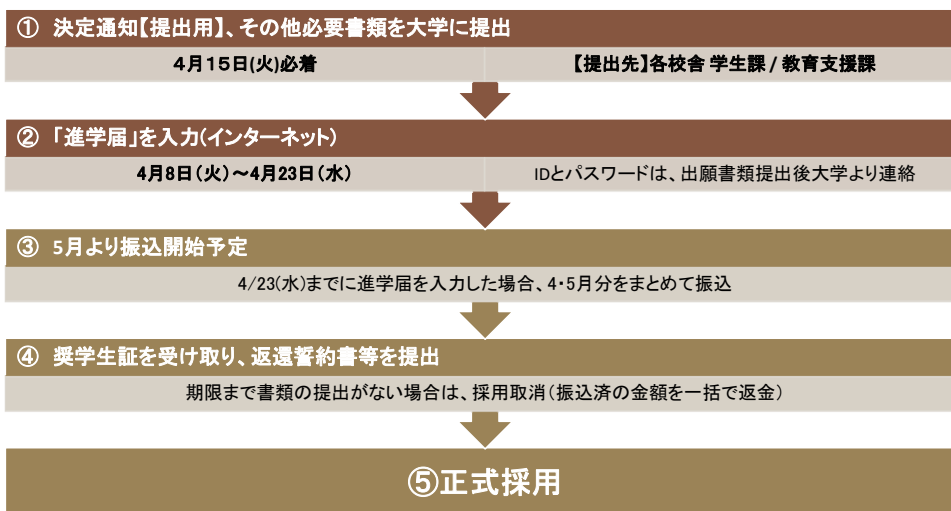 ① 決定通知【提出用】、その他必要書類を大学に提出
4月15日(火)必着
【提出先】各校舎 学生課 / 教育支援課
② 「進学届」を入力(インターネット)
4月8日(火)～4月23日(水)
IDとパスワードは、出願書類提出後大学より連絡
③ 5月より振込開始予定
4/23(水)までに進学届を入力した場合、4・5月分をまとめて振込
④ 奨学生証を受け取り、返還誓約書等を提出
期限まで書類の提出がない場合は、採用取消(振込済の金額を一括で返金)
⑤正式採用